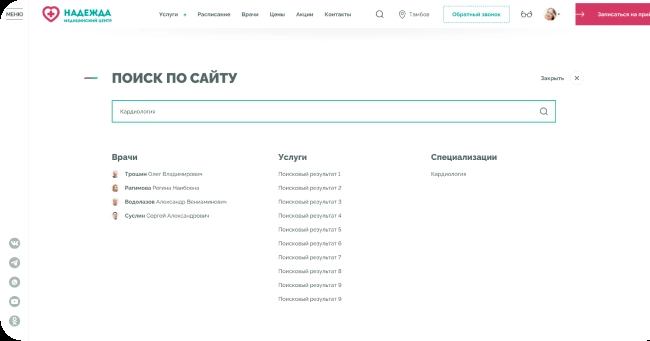 МЕНЮ
НАДЕЖДА
МЕДИЦИНСКИЙ ЦЕНТР
Услуги
Расписание
Врачи
Цены
Акции
Контакты
Тамбов
Обратный звонок
Записаться на при
ПОИСК ПО САЙТУ
Закрыть
Кардиология
Врачи
Трошин Олег Владимирович
Рагимова Регина Наибовна
Водолазов Александр Вениаминович
Суслин Сергей Александрович
Услуги
Поисковый результат 1
Поисковый результат 2
Поисковый результат 3
Поисковый результат 4
Поисковый результат 5
Поисковый результат 6
Поисковый результат 7
Поисковый результат 8
Поисковый результат 9
Поисковый результат 9
Специализации
Кардиология